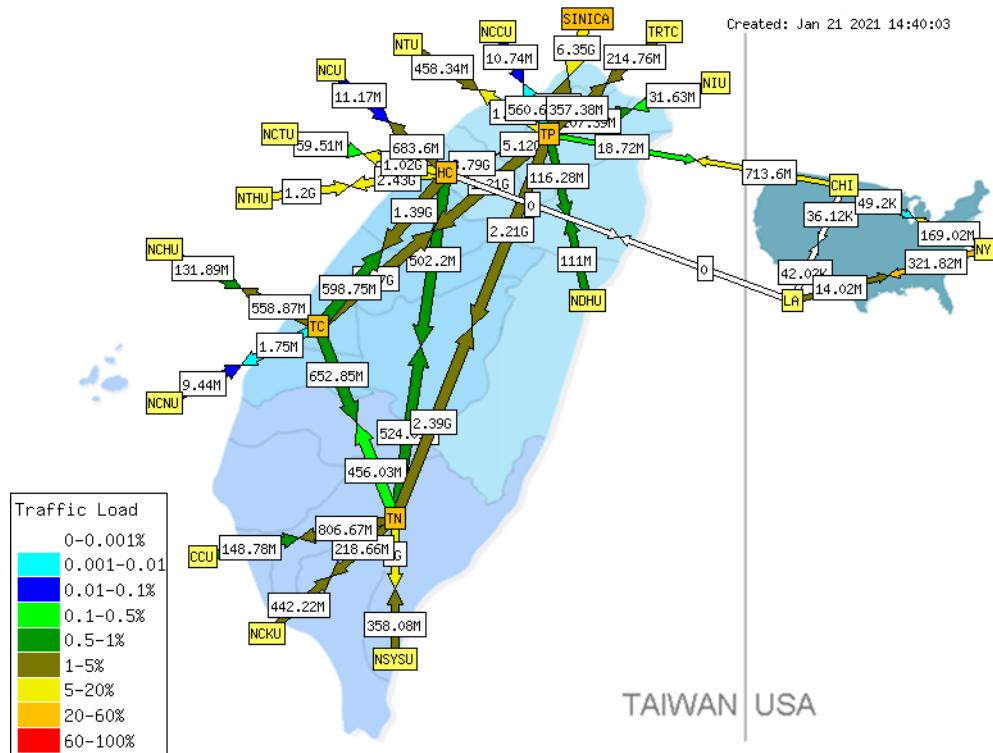 SINICA
Created: Jan 21 2021 14:40:03
NCCU
TRTC
NTU
10.74M
6.35G
214.76M
458.34M
NCU
NIU
11.17M
31.63M
357.38M
NCTU
59.51M
683.6M
TP
18.72M
1.02G
HC
116.28M
713.6M
CHI
NTHU
1.2G
2.43G
49.2K
0
1.39G
36.12K
2.21G
169.02M
NCHU
502.2M
NY
131.89M
111M
321.82M
0
42.02K
598.75M
14.02M
558.87M
NDHU
LA
TC
1.75M
652.85M
9.44M
NCNU
2.39G
456.03M
Traffic Load
TN
0-0.001%
806.67M
0.001-0.01
CCU
148.78M
218.66M
0.01-0.1%
0.1-0.5%
442.22M
NCKU
358.08M
0.5-1%
NSYSU
1-5%
5-20%
TAIWAN USA
20-60%
60-100%